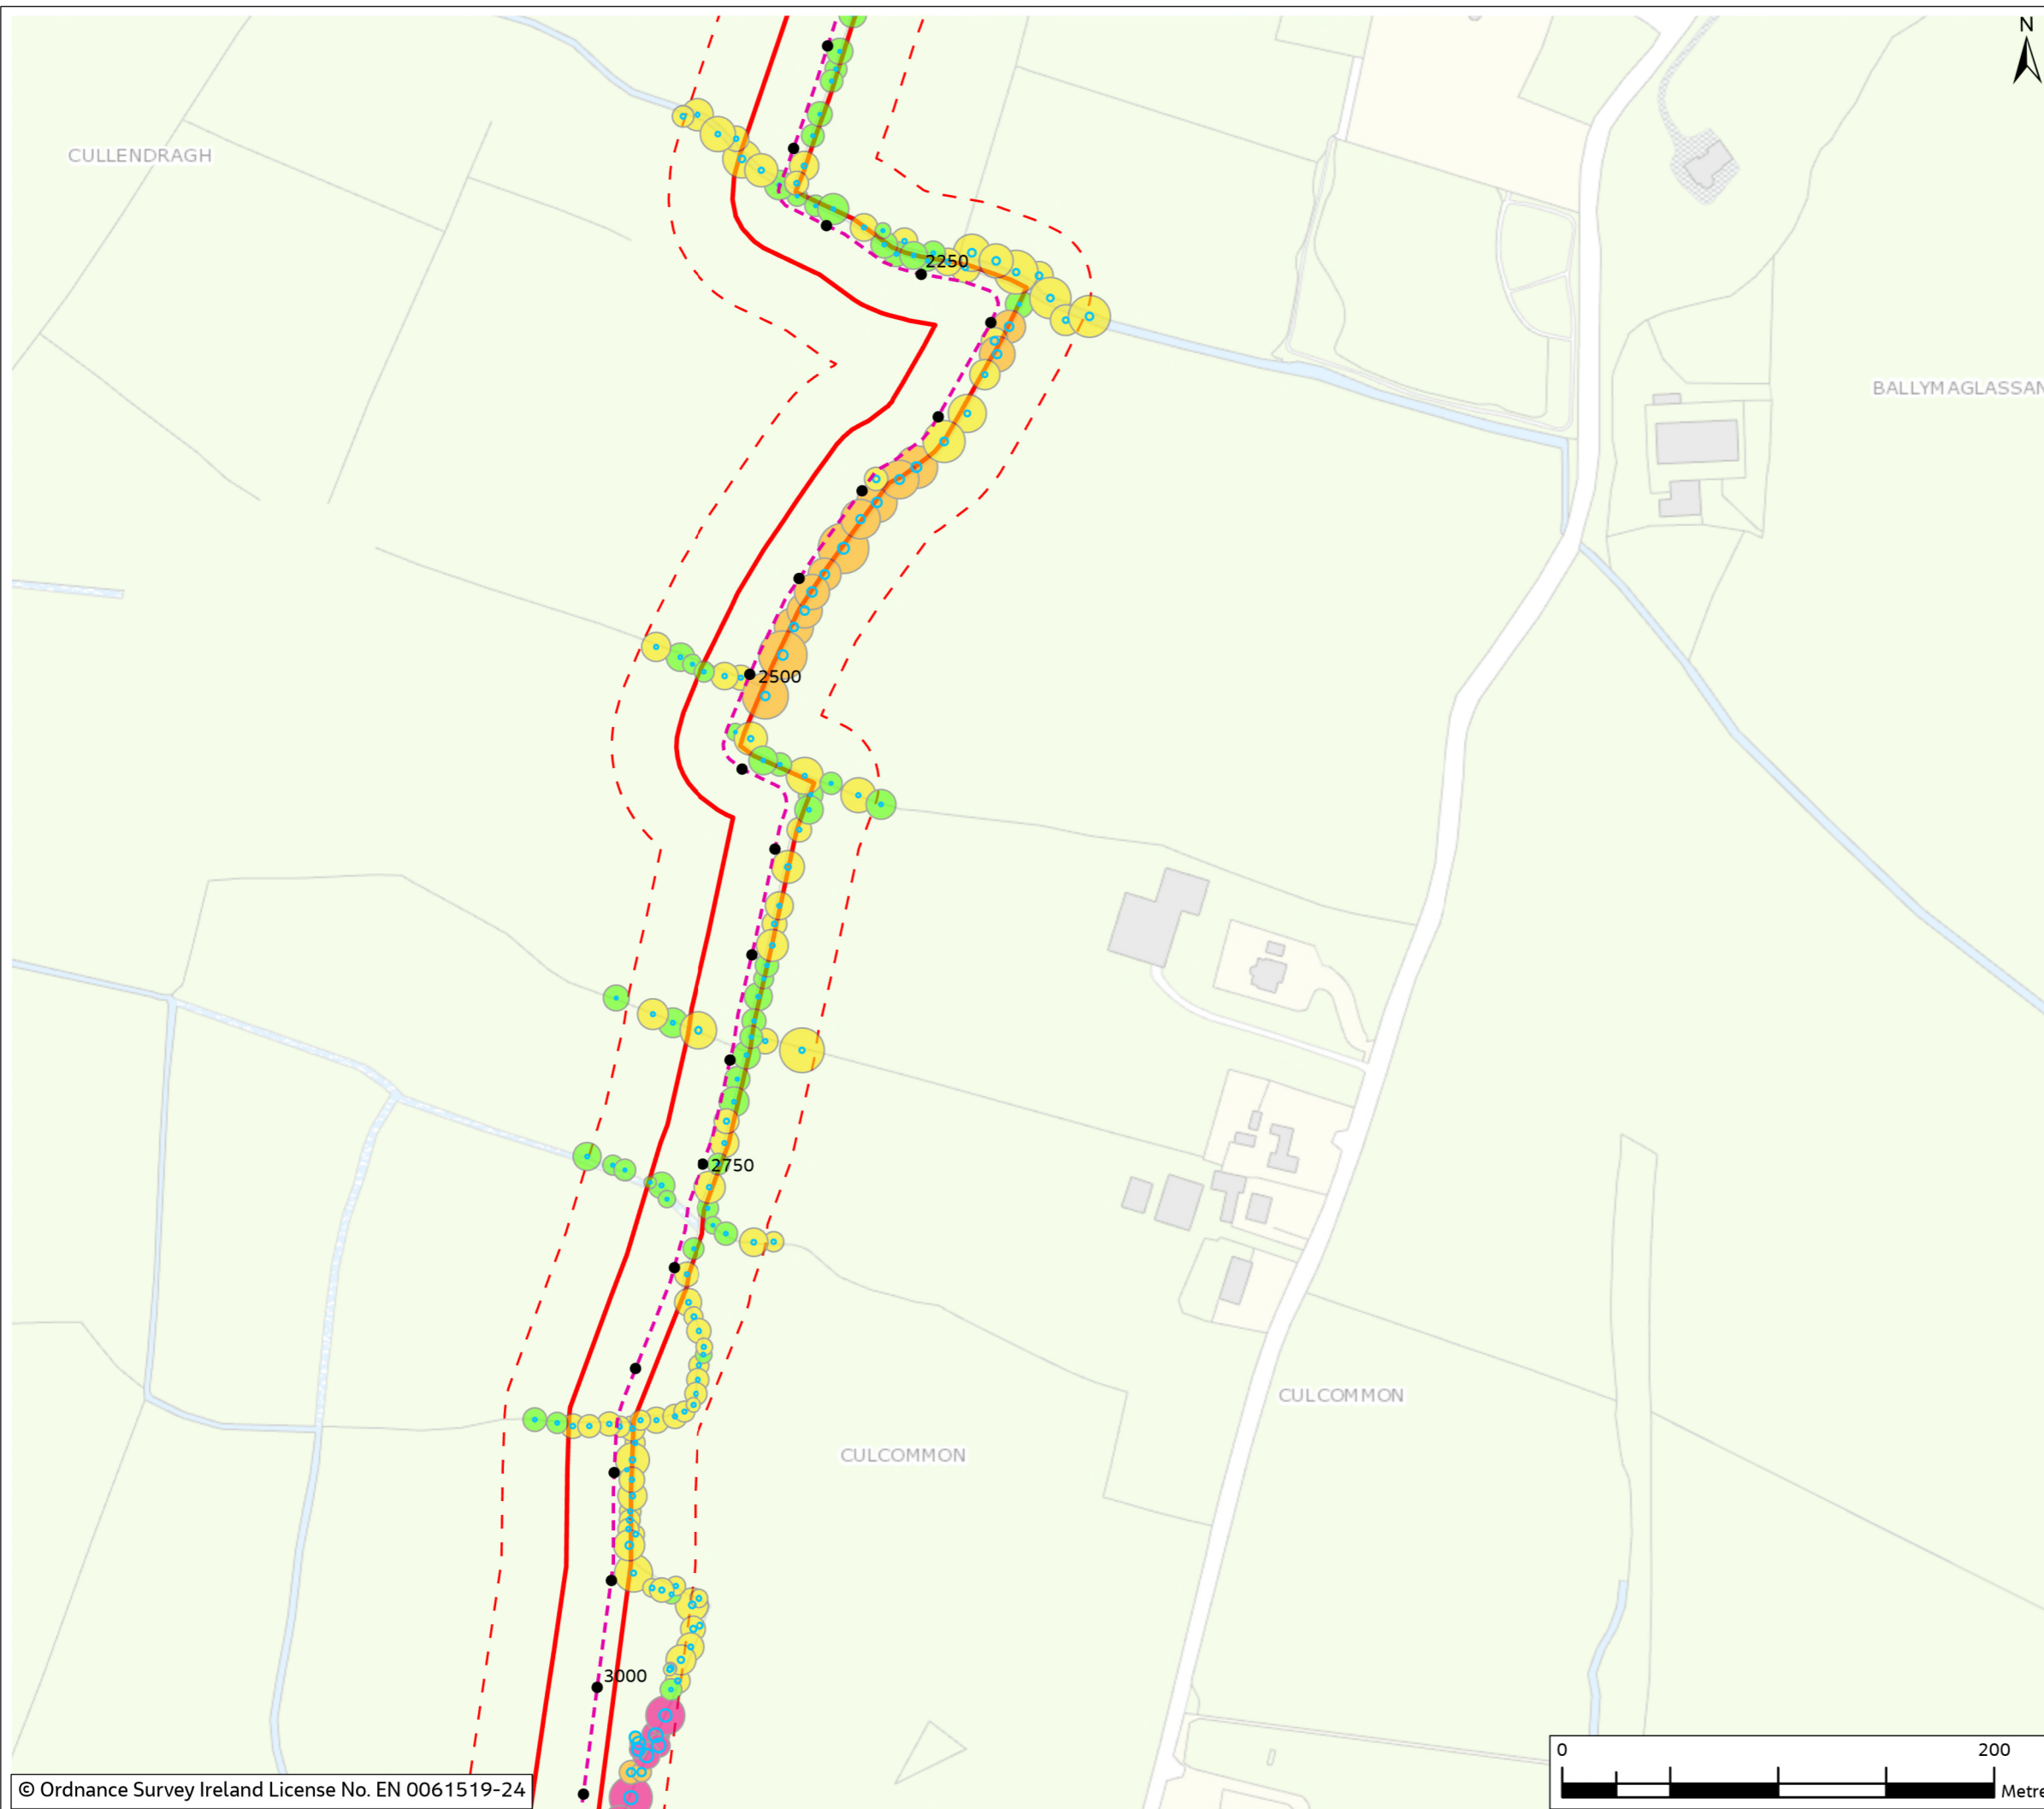 N
CULLENDRAGH
2250
BALLYMAGLASSAN
2500
2750
CULCOMMON
CULCOMMON
3000
0 200
Metre
© Ordnance Survey Ireland License No. EN 0061519-24